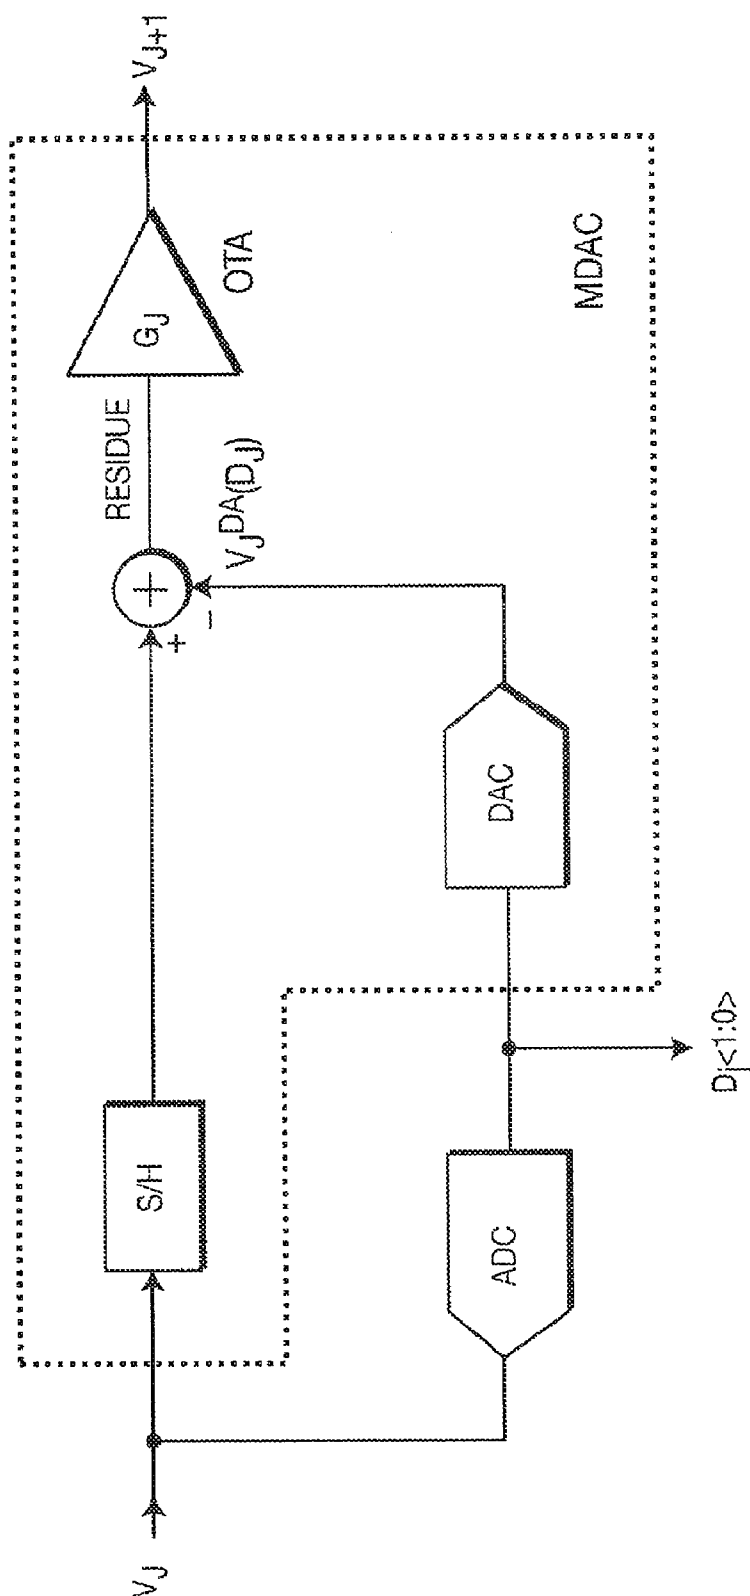 V_J
S/H
+
−
RESIDUE
G_J
OTA
V_{J+1}
V_J^{DA}(D_J)
ADC
DAC
MDAC
D_j<1:0>